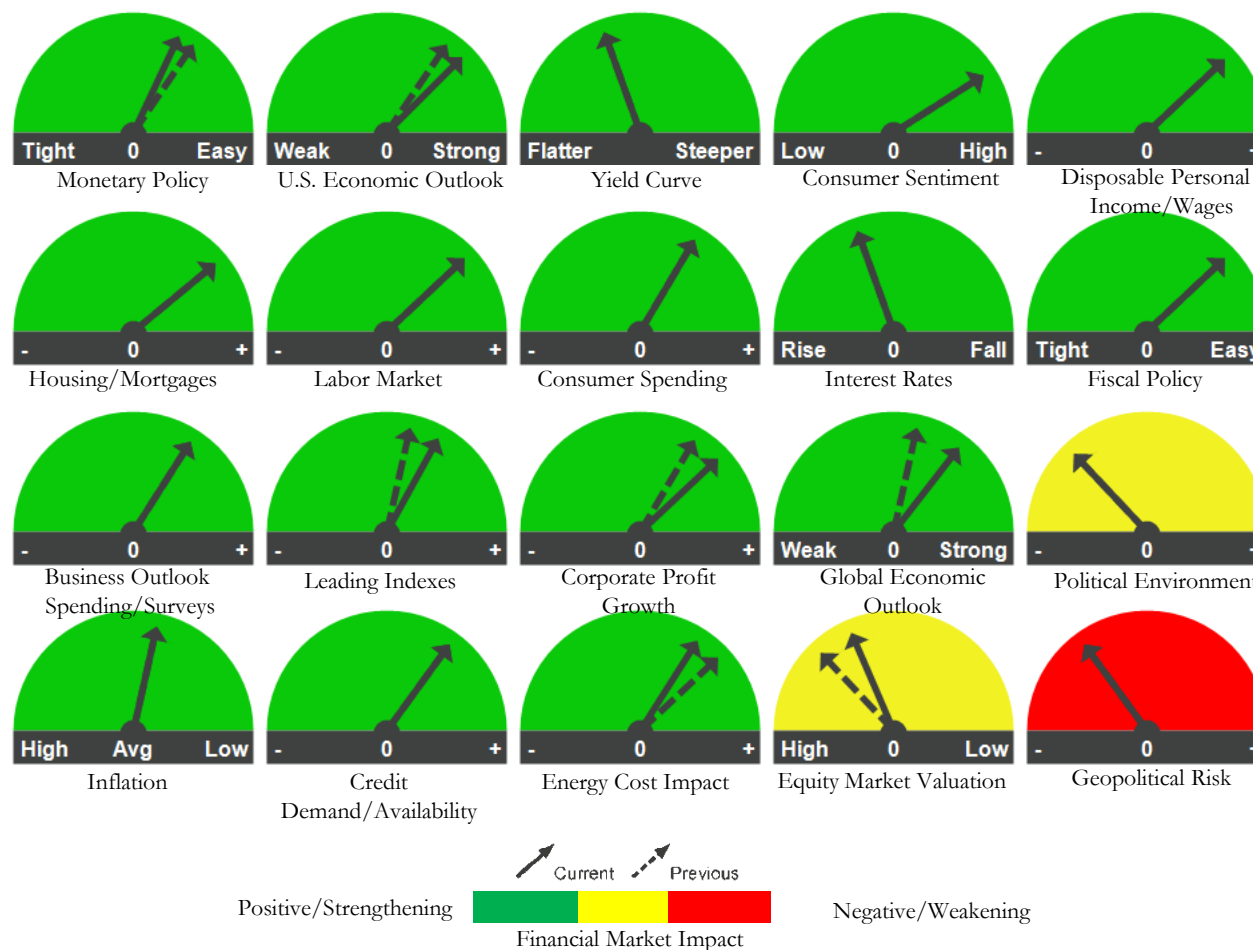 Tight 0 Easy
Weak 0 Strong
Flatter Steeper
Low 0 High
- 0 +
Monetary Policy
U.S. Economic Outlook
Yield Curve
Consumer Sentiment
Disposable Personal
Income/Wages
- 0 +
- 0 +
- 0 +
Rise 0 Fall
Tight 0 Easy
Housing/Mortgages
Labor Market
Consumer Spending
Interest Rates
Fiscal Policy
- 0 +
- 0 +
- 0 +
Weak 0 Strong
- 0 +
Business Outlook
Spending/Surveys
Leading Indexes
Corporate Profit
Growth
Global Economic
Outlook
Political Environment
High Avg Low
- 0 +
- 0 +
High 0 Low
- 0 +
Inflation
Credit
Demand/Availability
Energy Cost Impact
Equity Market Valuation
Geopolitical Risk
Current Previous
Positive/Strengthening
Negative/Weakening
Financial Market Impact